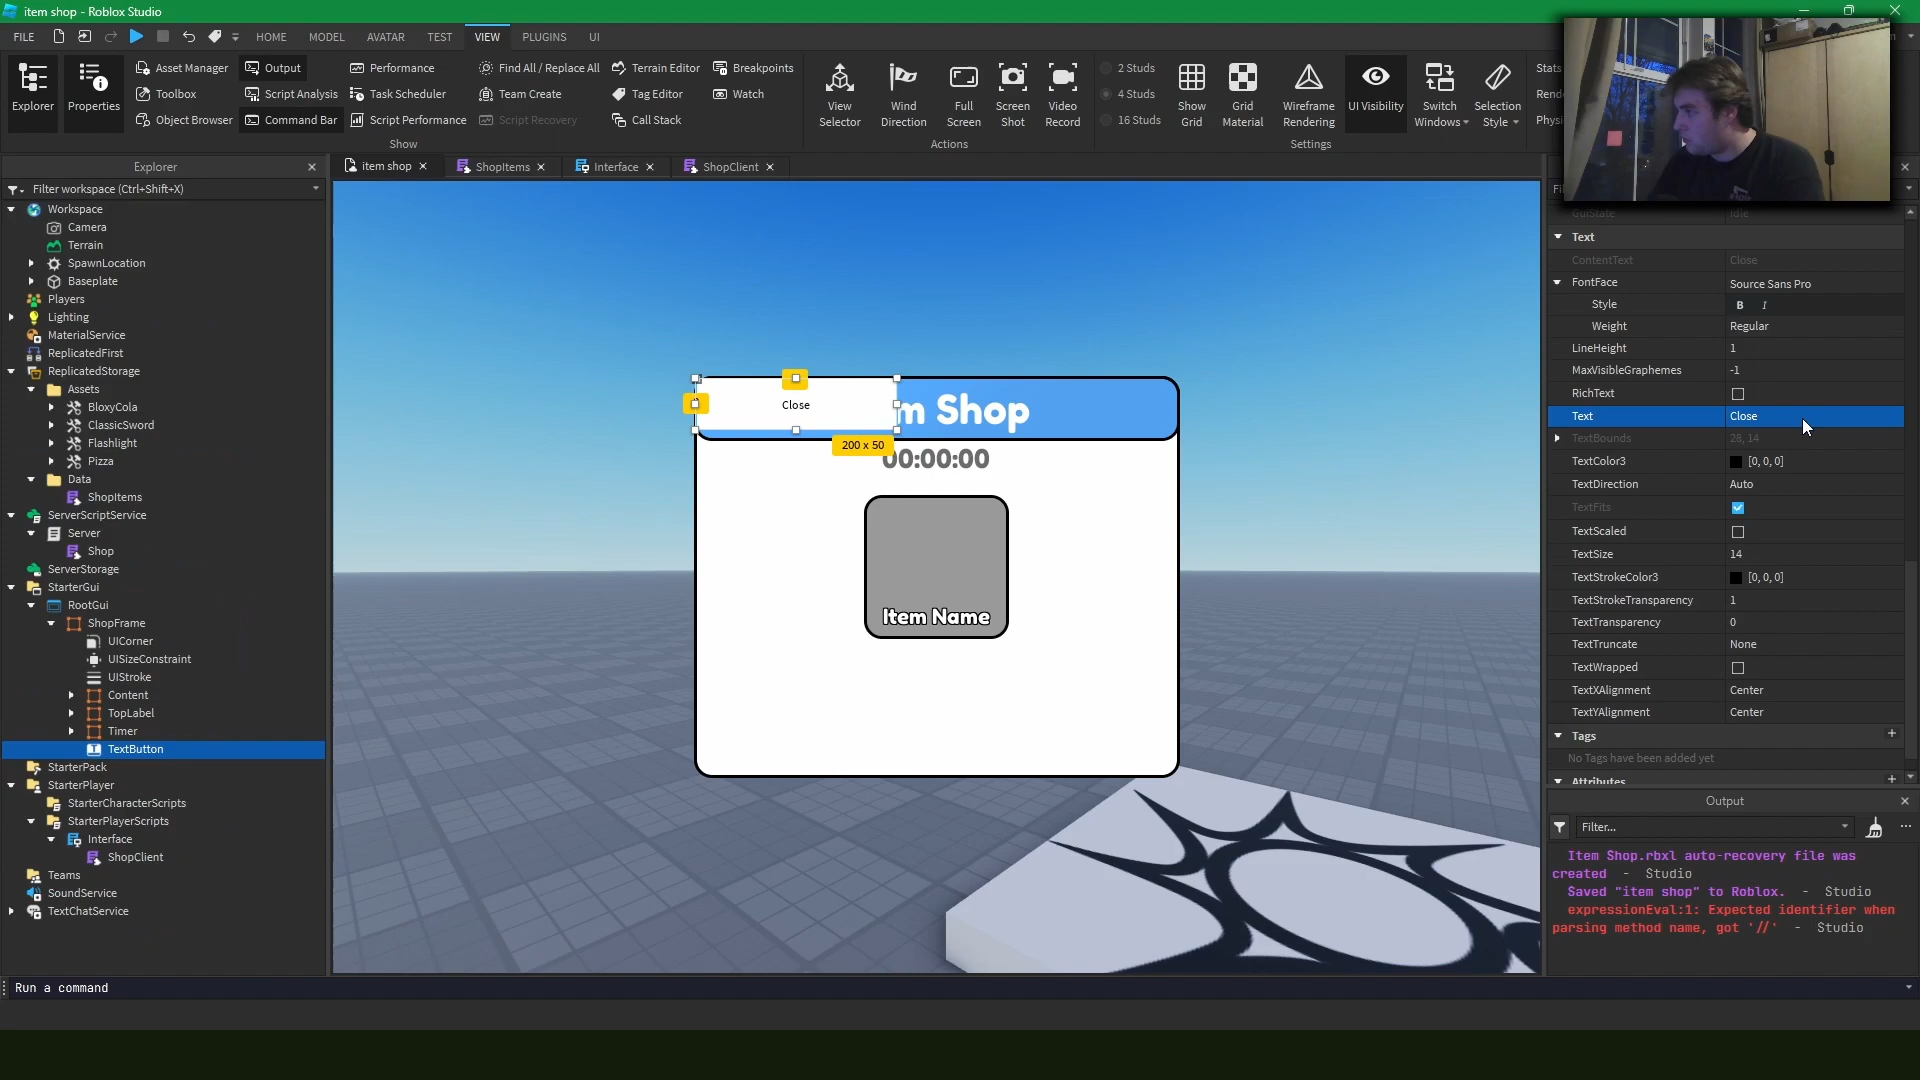 item shop - Roblox Studio
FILE
HOME
MODEL
AVATAR
TEST
VIEW
PLUGINS
UI
Explorer
Properties
Asset Manager
Toolbox
Object Browser
Output
Script Analysis
Command Bar
Performance
Task Scheduler
Script Performance
Find All / Replace All
Team Create
Script Recovery
Terrain Editor
Tag Editor
Call Stack
Breakpoints
Watch
Show
View
Selector
Wind
Direction
Full
Screen
Screen
Shot
Video
Record
Actions
2 Studs
4 Studs
16 Studs
Show
Grid
Grid
Material
Wireframe
Rendering
UI Visibility
Switch
Windows
Selection
Style
Settings
Stats
Explorer
Filter workspace (Ctrl+Shift+X)
item shop
ShopItems
Interface
ShopClient
Workspace
Camera
Terrain
SpawnLocation
Baseplate
Players
Lighting
MaterialService
ReplicatedFirst
ReplicatedStorage
Assets
BloxyCola
ClassicSword
Flashlight
Pizza
Data
ShopItems
ServerScriptService
Server
Shop
ServerStorage
StarterGui
RootGui
ShopFrame
UICorner
UISizeConstraint
UIStroke
Content
TopLabel
Timer
TextButton
StarterPack
StarterPlayer
StarterCharacterScripts
StarterPlayerScripts
Interface
ShopClient
Teams
SoundService
TextChatService
Close
m Shop
200 x 50
00:00:00
Item Name
GuiState Idle
Text
ContentText Close
FontFace Source Sans Pro
Style B I
Weight Regular
LineHeight 1
MaxVisibleGraphemes -1
RichText
Text Close
TextBounds 28, 14
TextColor3 [0, 0, 0]
TextDirection Auto
TextFits
TextScaled
TextSize 14
TextStrokeColor3 [0, 0, 0]
TextStrokeTransparency 1
TextTransparency 0
TextTruncate None
TextWrapped
TextXAlignment Center
TextYAlignment Center
Tags
No Tags have been added yet
Attributes
Output
Filter...
Item Shop.rbxl auto-recovery file was
created - Studio
Saved "item shop" to Roblox. - Studio
expressionEval:1: Expected identifier when
parsing method name, got '//' - Studio
Run a command